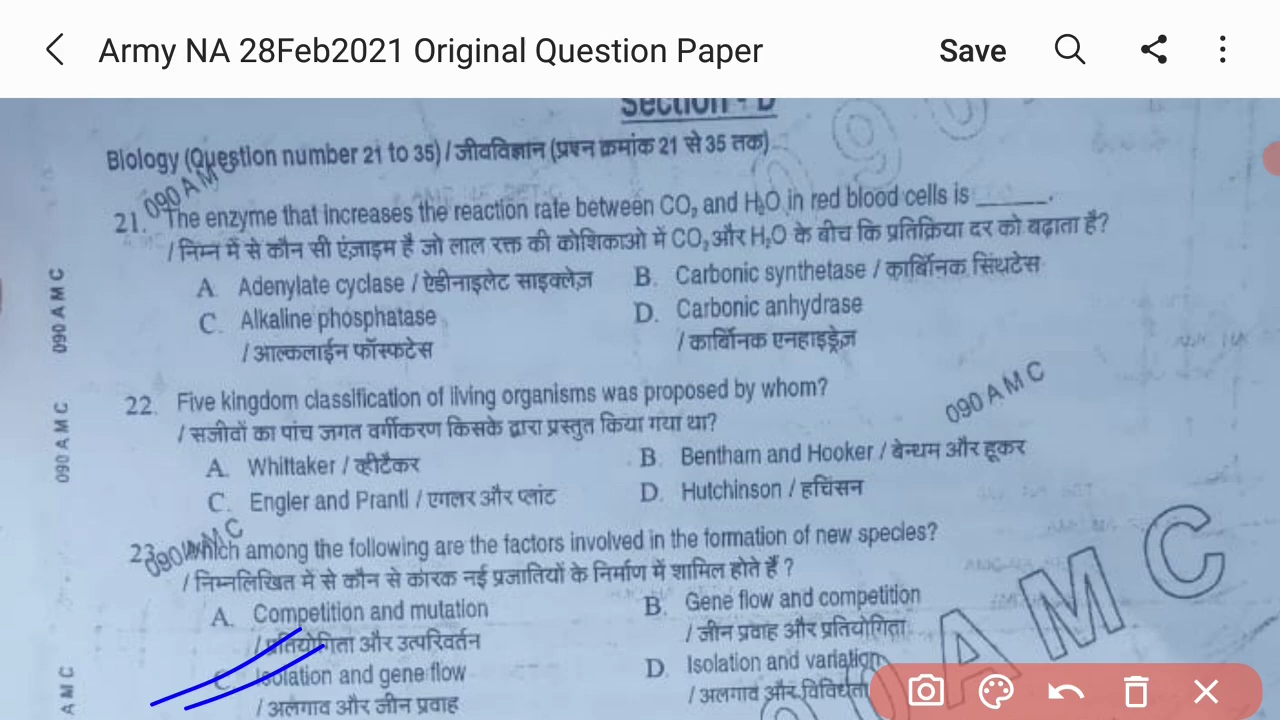 Army NA 28Feb2021 Original Question Paper Save
Section - D
Biology (Question number 21 to 35) / जीवविज्ञान (प्रषन क्रमांक 21 से 35 तक)
090 A M
21. The enzyme that increases the reaction rate between CO₂ and H₂O in red blood cells is ______.
/ निम्न में से कौन सी एंज़ाइम है जो लाल रक्त की कोशिकाओ में CO₂ और H₂O के बीच कि प्रतिक्रिया दर को बढ़ाता है?
A. Adenylate cyclase / ऐडीनाइलेट साइक्लेज़ B. Carbonic synthetase / कार्बोनिक सिंथटेस
C. Alkaline phosphatase D. Carbonic anhydrase
/ आल्कलाईन फॉस्फटेस / कार्बोनिक एनहाइड्रेज़
22. Five kingdom classification of living organisms was proposed by whom?
/ सजीवों का पांच जगत वर्गीकरण किसके द्वारा प्रस्तुत किया गया था?
090 A M C
A. Whittaker / व्हीटैकर B. Bentham and Hooker / बेन्थम और हूकर
C. Engler and Prantl / एगलर और प्लांट D. Hutchinson / हचिंसन
090 A M C
23. Which among the following are the factors involved in the formation of new species?
/ निम्नलिखित में से कौन से कारक नई प्रजातियों के निर्माण में शामिल होते हैं ?
A. Competition and mutation B. Gene flow and competition
/ प्रतियोगिता और उत्परिवर्तन / जीन प्रवाह और प्रतियोगिता
C. Isolation and gene flow D. Isolation and variation
/ अलगाव और जीन प्रवाह / अलगाव और विविधता
090 A M C
090 A M C
A M C
0 A M C